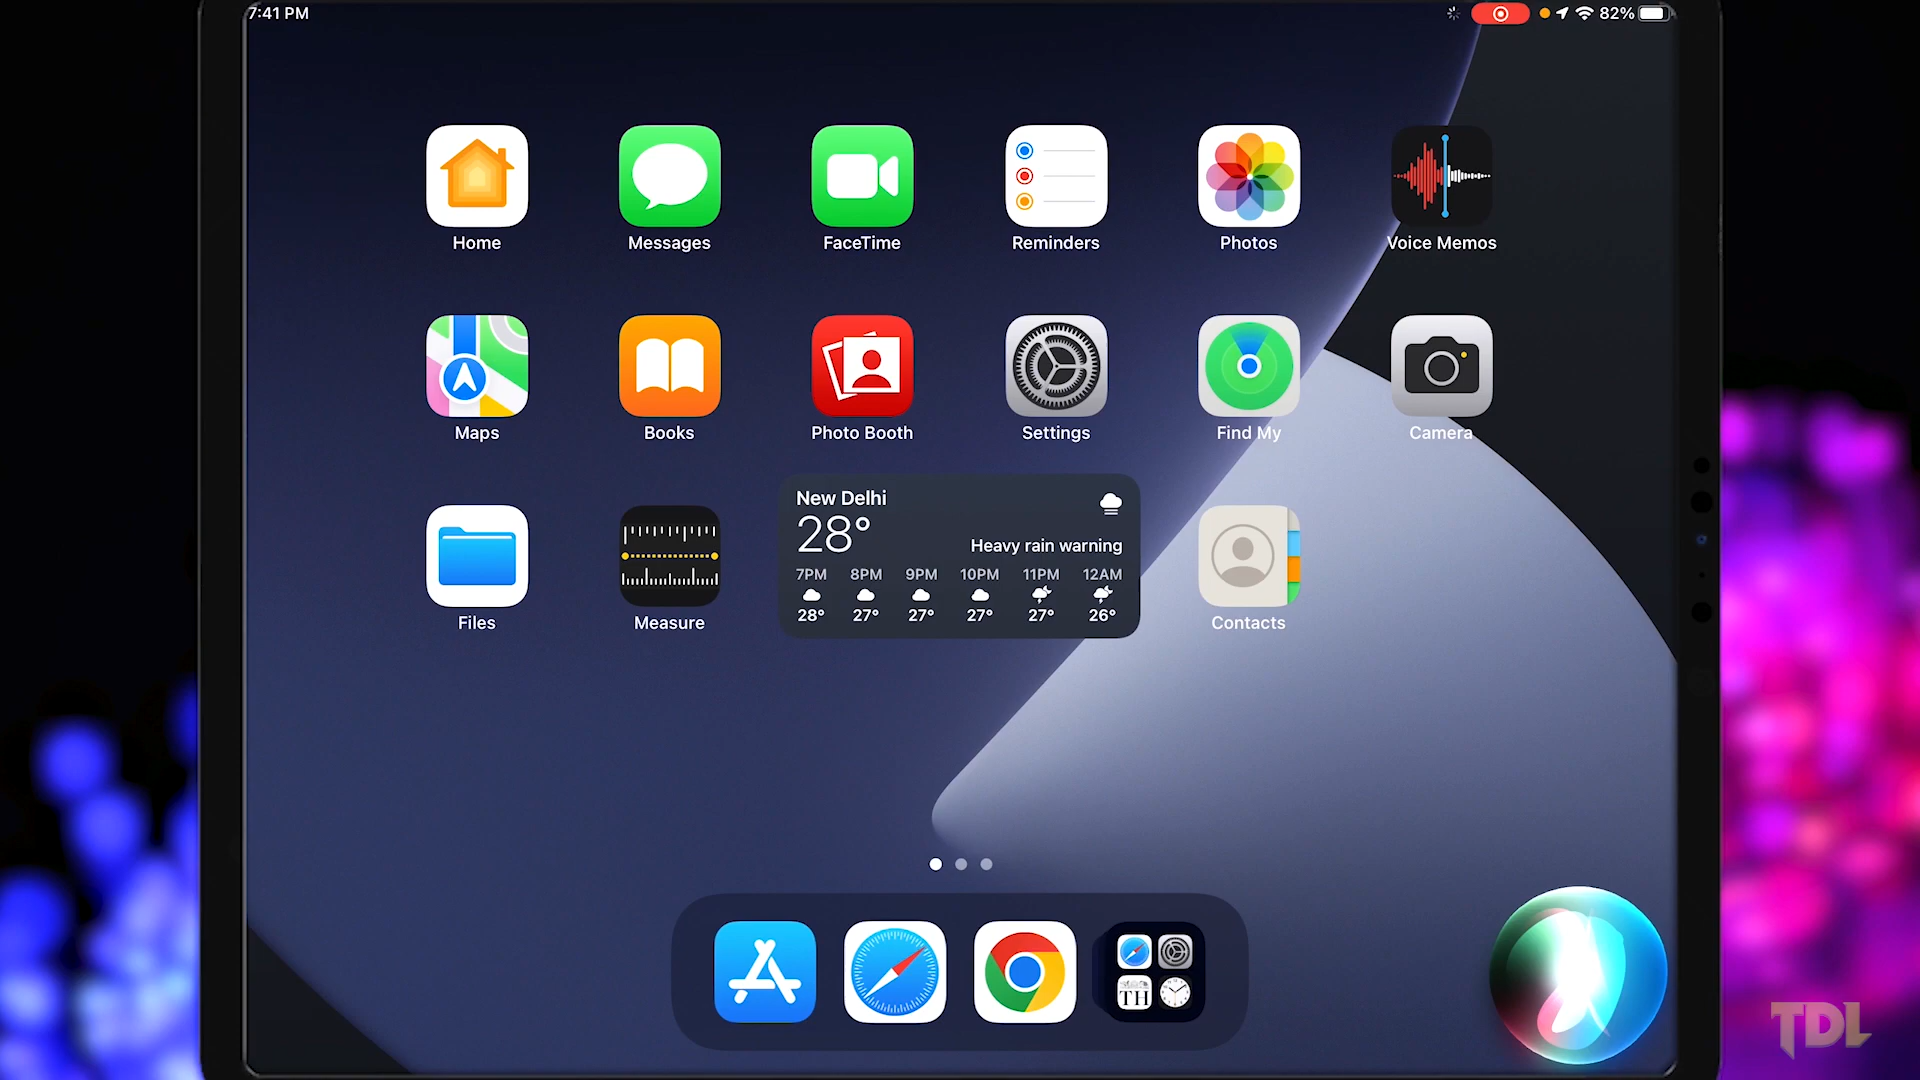 7:41 PM
82%
Home
Messages
FaceTime
Reminders
Photos
Voice Memos
Maps
Books
Photo Booth
Settings
Find My
Camera
Files
Measure
New Delhi
28°
Heavy rain warning
7PM 8PM 9PM 10PM 11PM 12AM
28° 27° 27° 27° 27° 26°
Contacts
TH
TDL